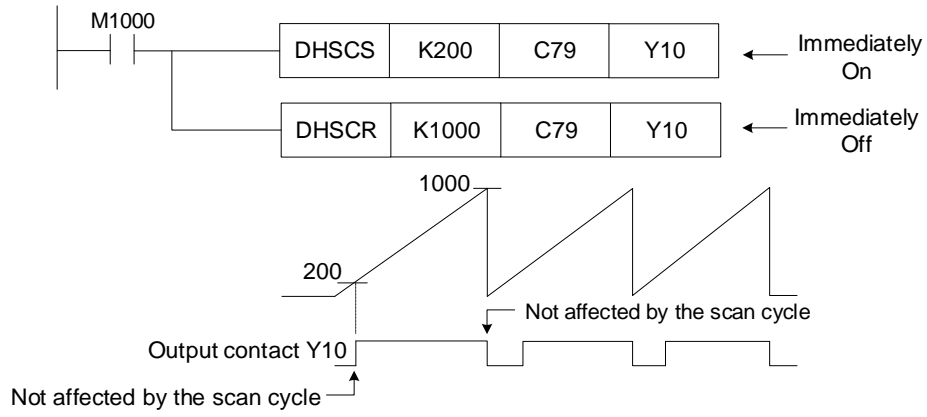 M1000
DHSCS K200 C79 Y10
Immediately
On
DHSCR K1000 C79 Y10
Immediately
Off
1000
200
Not affected by the scan cycle
Output contact Y10
Not affected by the scan cycle